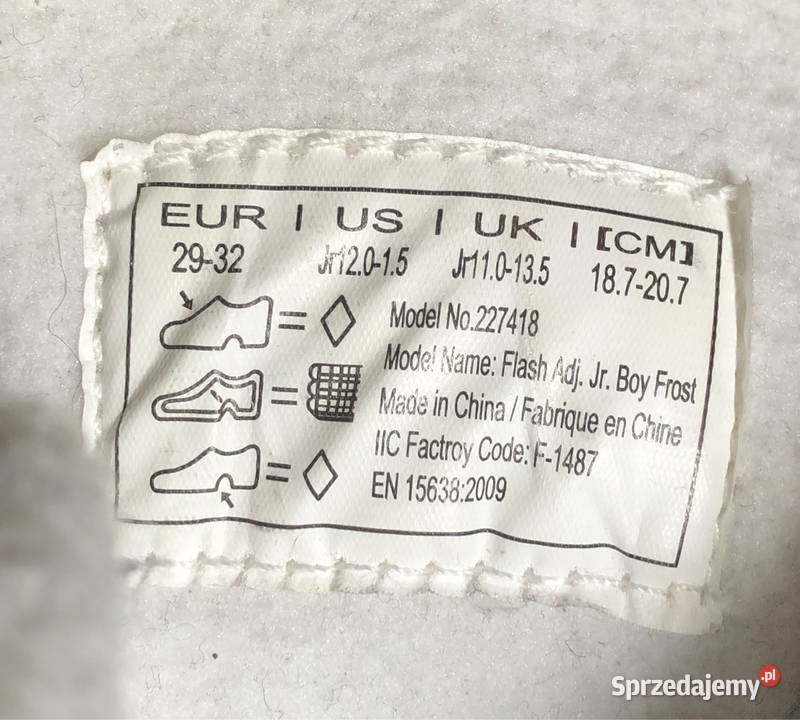 EUR | US | UK | [CM]
29-32 Jr12.0-1.5 Jr11.0-13.5 18.7-20.7
Model No.227418
Model Name: Flash Adj. Jr. Boy Frost
Made in China / Fabrique en Chine
IIC Factroy Code: F-1487
EN 15638:2009
Sprzedajemy.pl